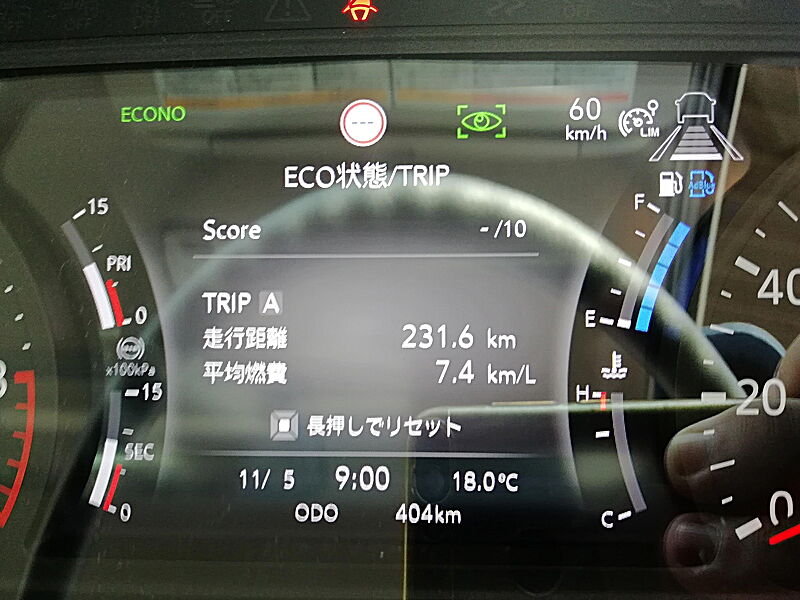 ECONO
---
60
km/h
LIM
ECO状態/TRIP
F
AdBlue
15
Score -/10
PRI
40
0
TRIP A
走行距離 231.6 km
E
×100kPa
平均燃費 7.4 km/L
15
H
20
長押しでリセット
SEC
11/ 5 9:00 18.0℃
0
ODO 404km
C
0